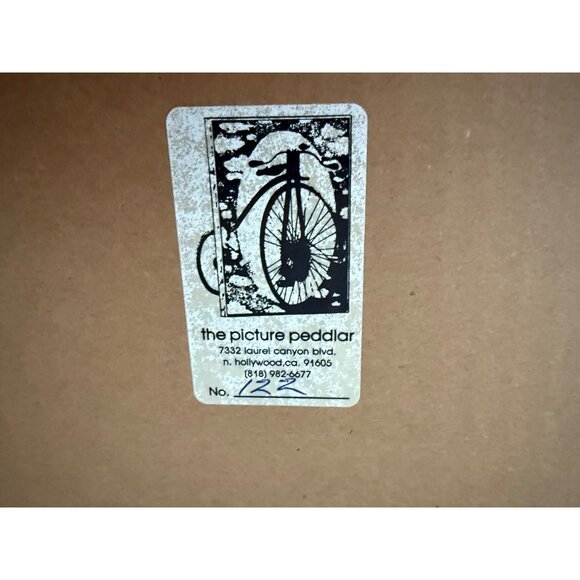 the picture peddlar
7332 laurel canyon blvd.
n. hollywood,ca. 91605
(818) 982-6677
No. 122